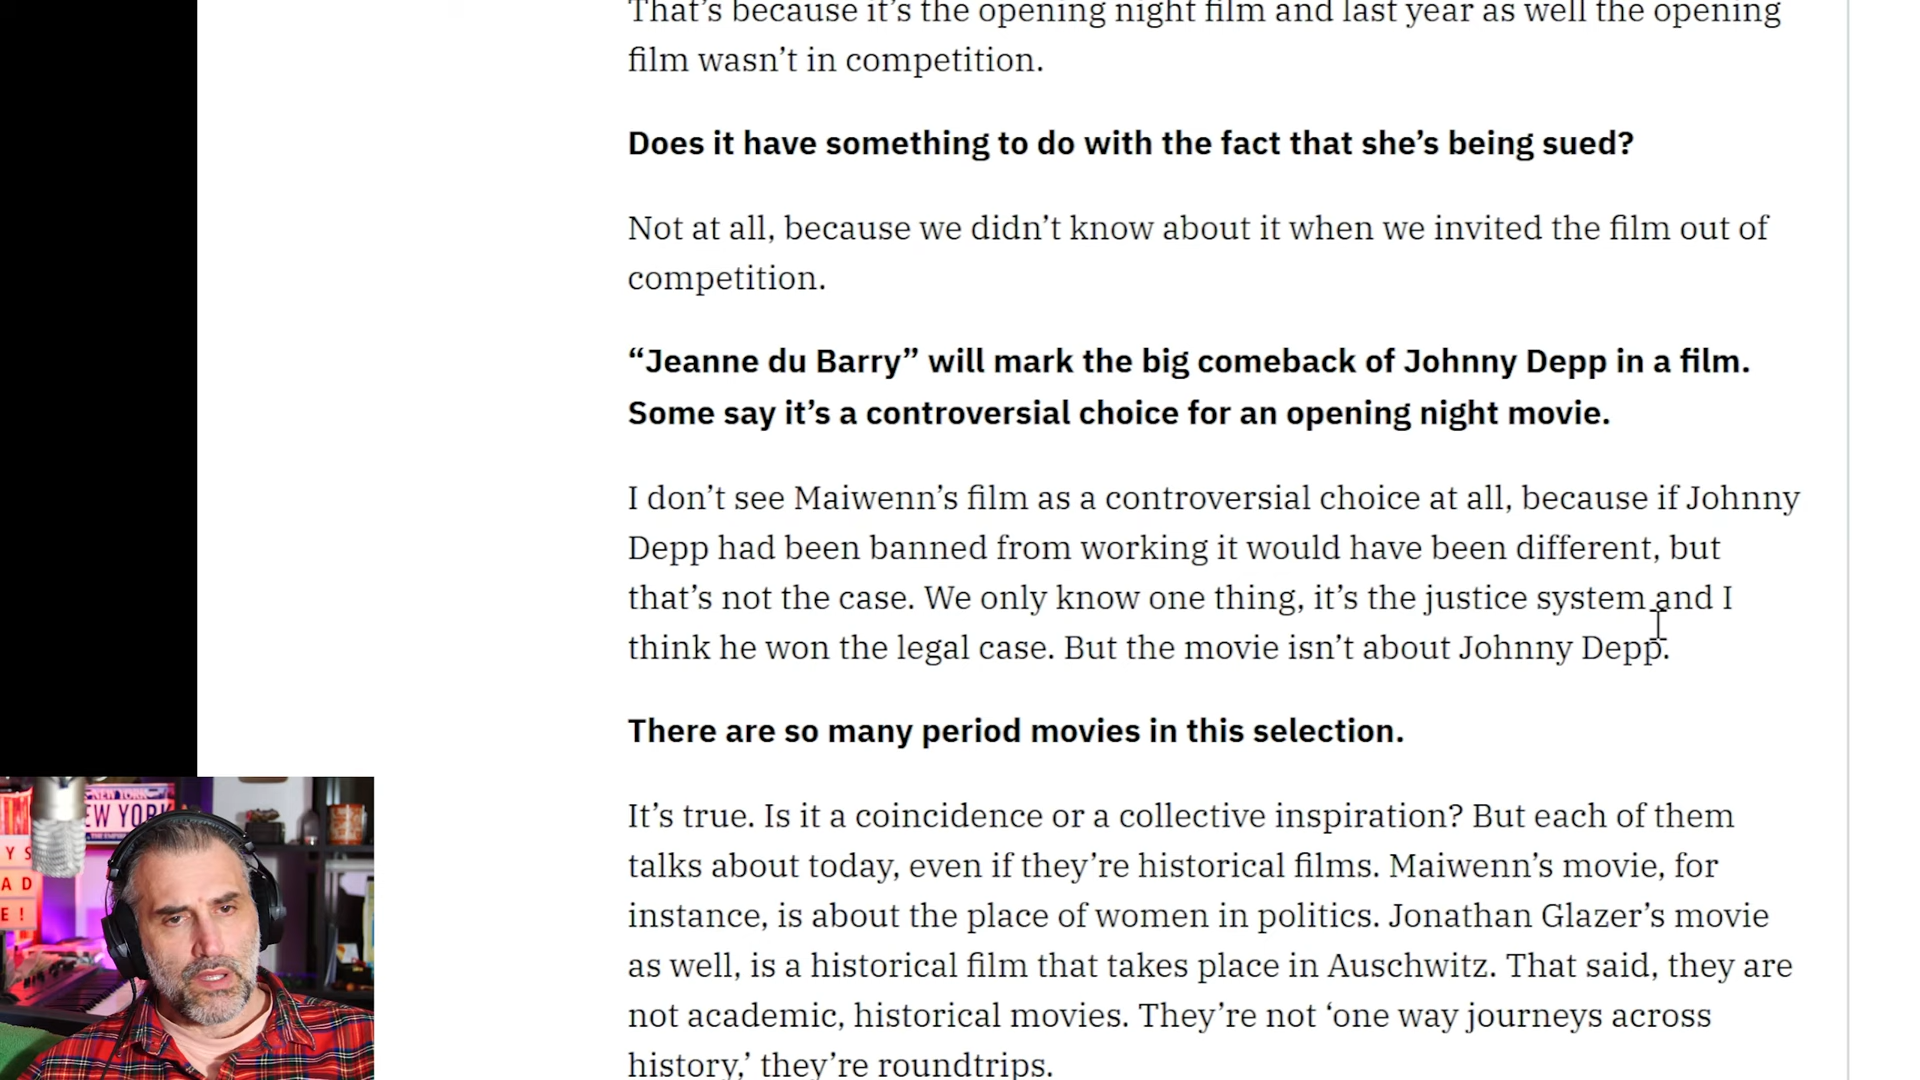 That’s because it’s the opening night film and last year as well the opening
film wasn’t in competition.
Does it have something to do with the fact that she’s being sued?
Not at all, because we didn’t know about it when we invited the film out of
competition.
“Jeanne du Barry” will mark the big comeback of Johnny Depp in a film.
Some say it’s a controversial choice for an opening night movie.
I don’t see Maiwenn’s film as a controversial choice at all, because if Johnny
Depp had been banned from working it would have been different, but
that’s not the case. We only know one thing, it’s the justice system and I
think he won the legal case. But the movie isn’t about Johnny Depp.
There are so many period movies in this selection.
It’s true. Is it a coincidence or a collective inspiration? But each of them
talks about today, even if they’re historical films. Maiwenn’s movie, for
instance, is about the place of women in politics. Jonathan Glazer’s movie
as well, is a historical film that takes place in Auschwitz. That said, they are
not academic, historical movies. They’re not ‘one way journeys across
history,’ they’re roundtrips.
NEW YORK
EW YORK
YS
AD
E!